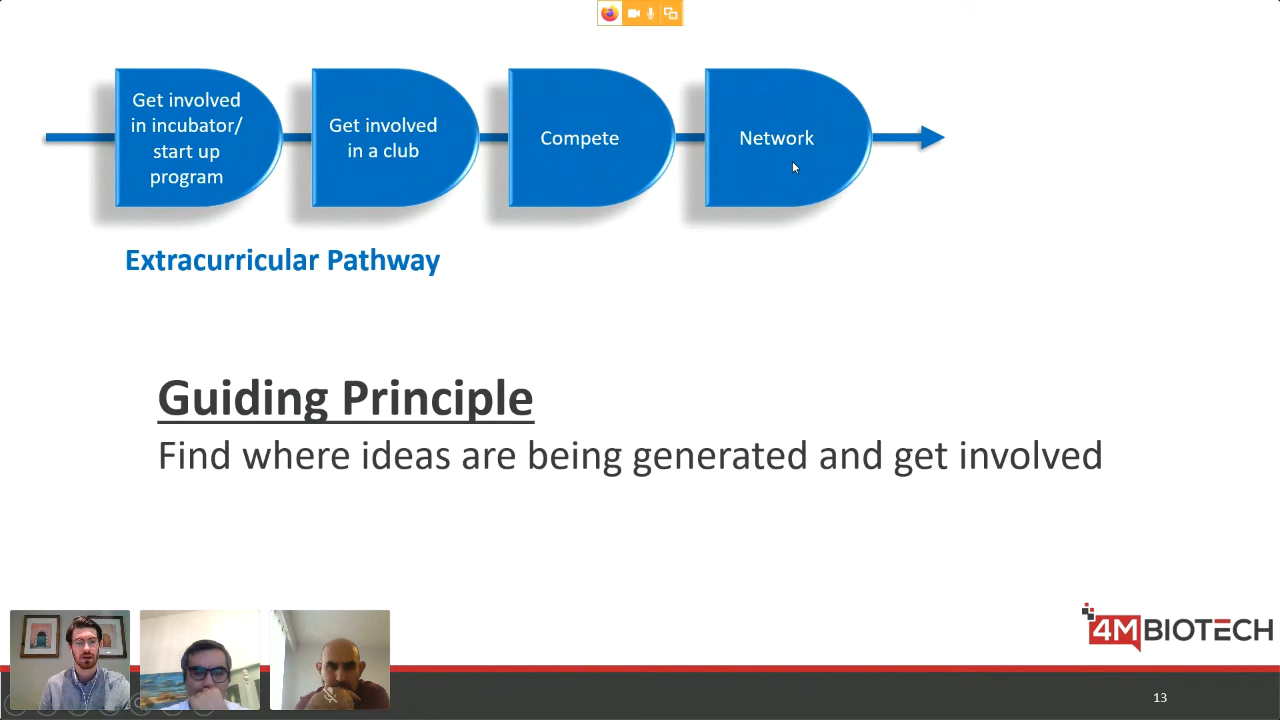 Get involved
in incubator/
start up
program
Get involved
in a club
Compete
Network
Extracurricular Pathway
Guiding Principle
Find where ideas are being generated and get involved
4MBIOTECH
13